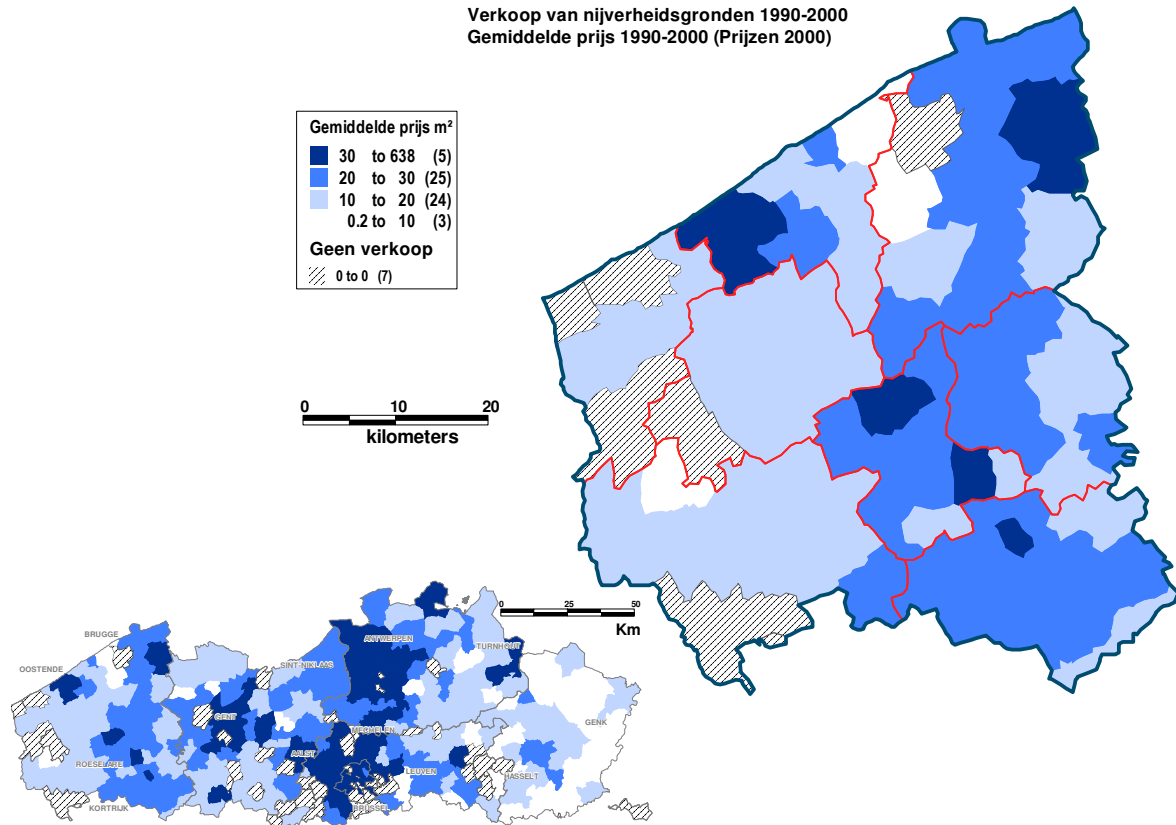 Verkoop van nijverheidsgronden 1990-2000
Gemiddelde prijs 1990-2000 (Prijzen 2000)
Gemiddelde prijs m²
30 to 638 (5)
20 to 30 (25)
10 to 20 (24)
0.2 to 10 (3)
Geen verkoop
0 to 0 (7)
0 10 20
kilometers
0 25 50
Km
BRUGGE
ANTWERPEN
TURNHOUT
OOSTENDE
SINT-NIKLAAS
GENT
GENK
MECHELEN
AALST
ROESELARE
LEUVEN
HASSELT
KORTRIJK
BRUSSEL